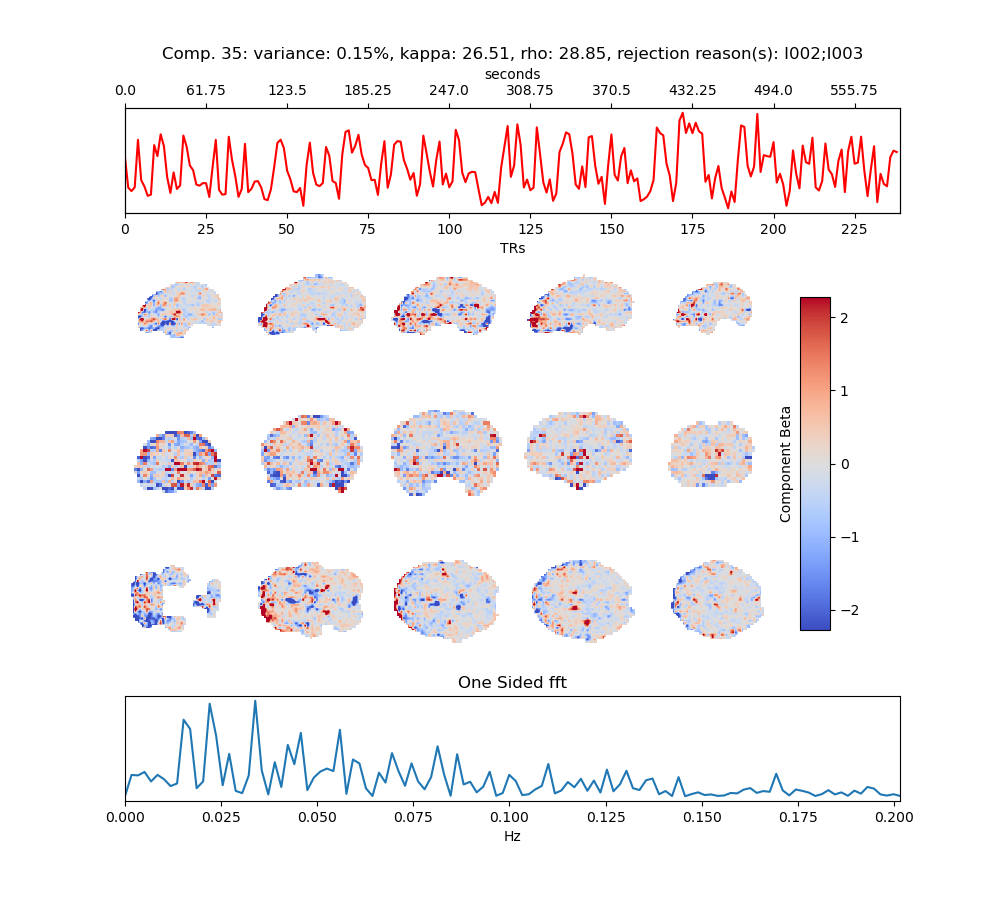 Comp. 35: variance: 0.15%, kappa: 26.51, rho: 28.85, rejection reason(s): I002;I003
seconds
0.0 61.75 123.5 185.25 247.0 308.75 370.5 432.25 494.0 555.75
0 25 50 75 100 125 150 175 200 225
TRs
2
1
0
−1
−2
Component Beta
One Sided fft
0.000 0.025 0.050 0.075 0.100 0.125 0.150 0.175 0.200
Hz